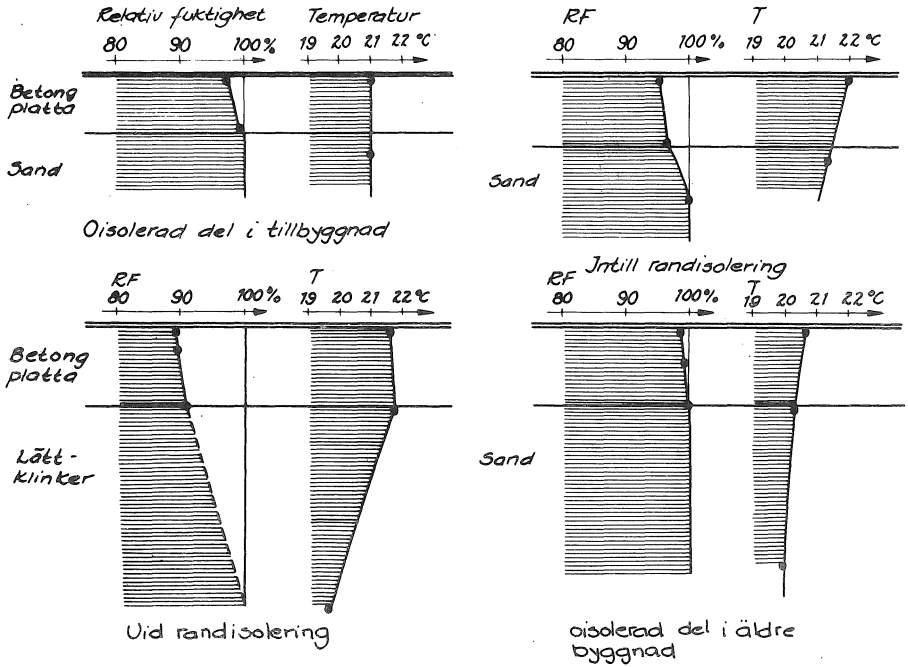 Relativ fuktighet
Temperatur
80 90 100%
19 20 21 22 °C
Betong
platta
Sand
Oisolerad del i tillbyggnad
RF
T
80 90 100%
19 20 21 22 °C
Sand
Intill randisolering
RF
T
80 90 100%
19 20 21 22 °C
Betong
platta
Lätt-
klinker
Vid randisolering
RF
T
80 90 100%
19 20 21 22 °C
Sand
oisolerad del i äldre
byggnad